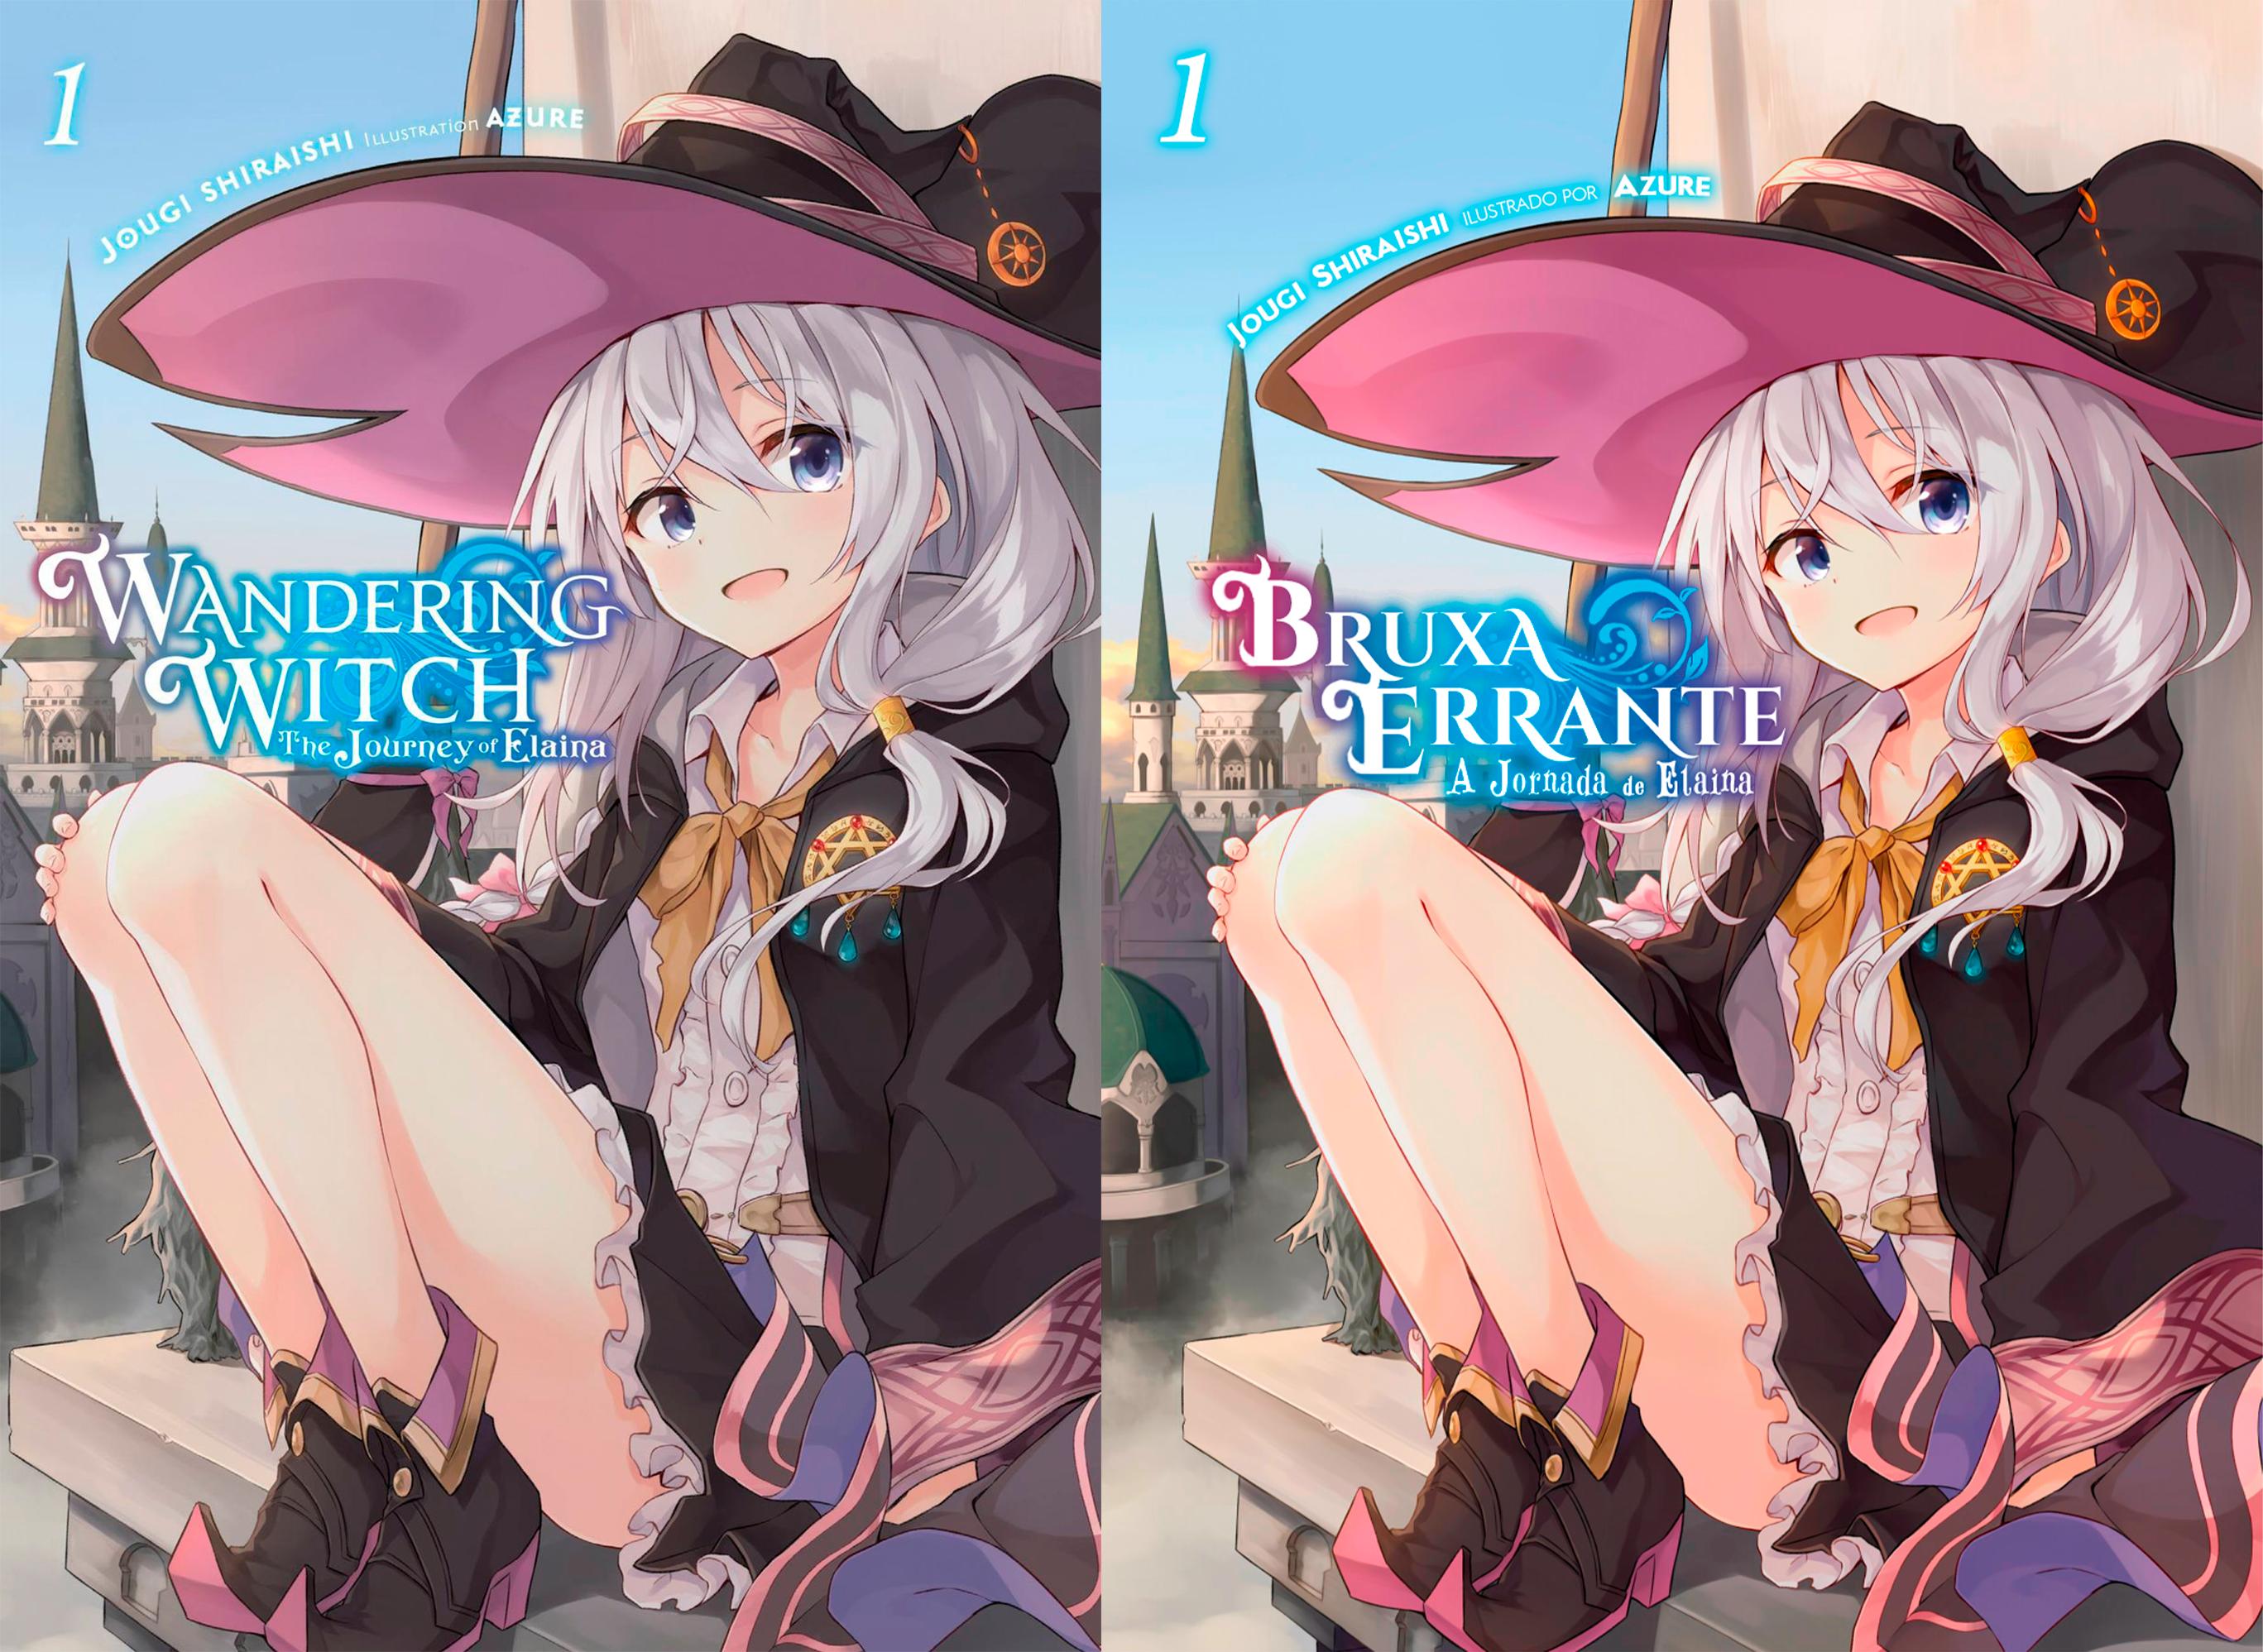 1
JOUGI SHIRAISHI ILLUSTRATION AZURE
WANDERING
WITCH
The Journey of Elaina
1
JOUGI SHIRAISHI ILUSTRADO POR AZURE
BRUXA
ERRANTE
A Jornada de Elaina